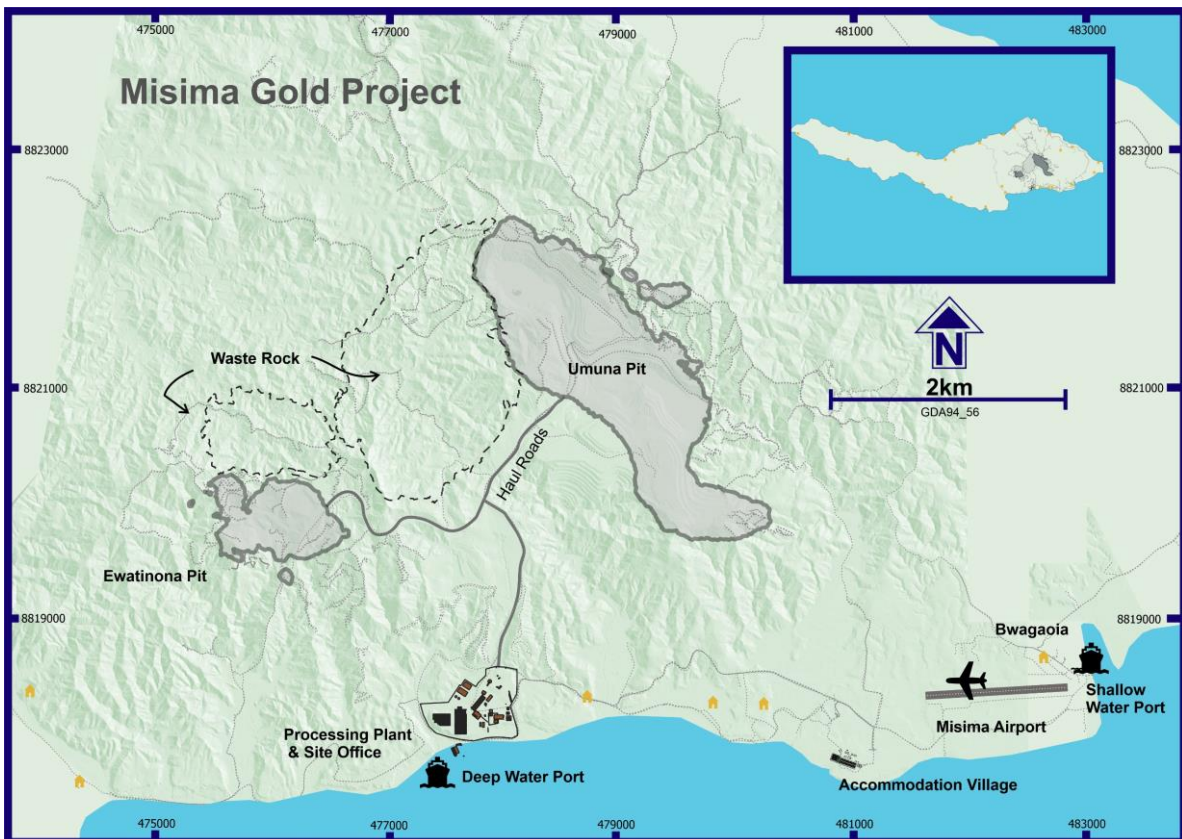 475000
477000
479000
481000
483000
Misima Gold Project
8823000
8823000
N
2km
GDA94_56
Waste Rock
Umuna Pit
8821000
8821000
Haul Roads
Ewatinona Pit
8819000
8819000
Bwagaoia
Shallow
Water Port
Misima Airport
Processing Plant
& Site Office
Deep Water Port
Accommodation Village
475000
477000
479000
481000
483000